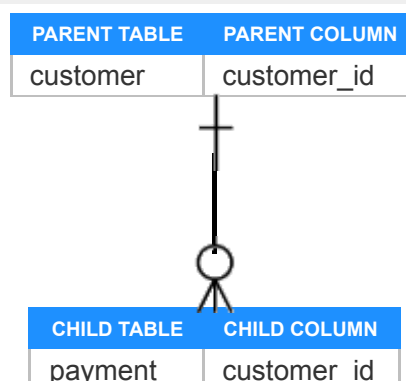 PARENT TABLE PARENT COLUMN
customer customer_id
CHILD TABLE CHILD COLUMN
payment customer_id